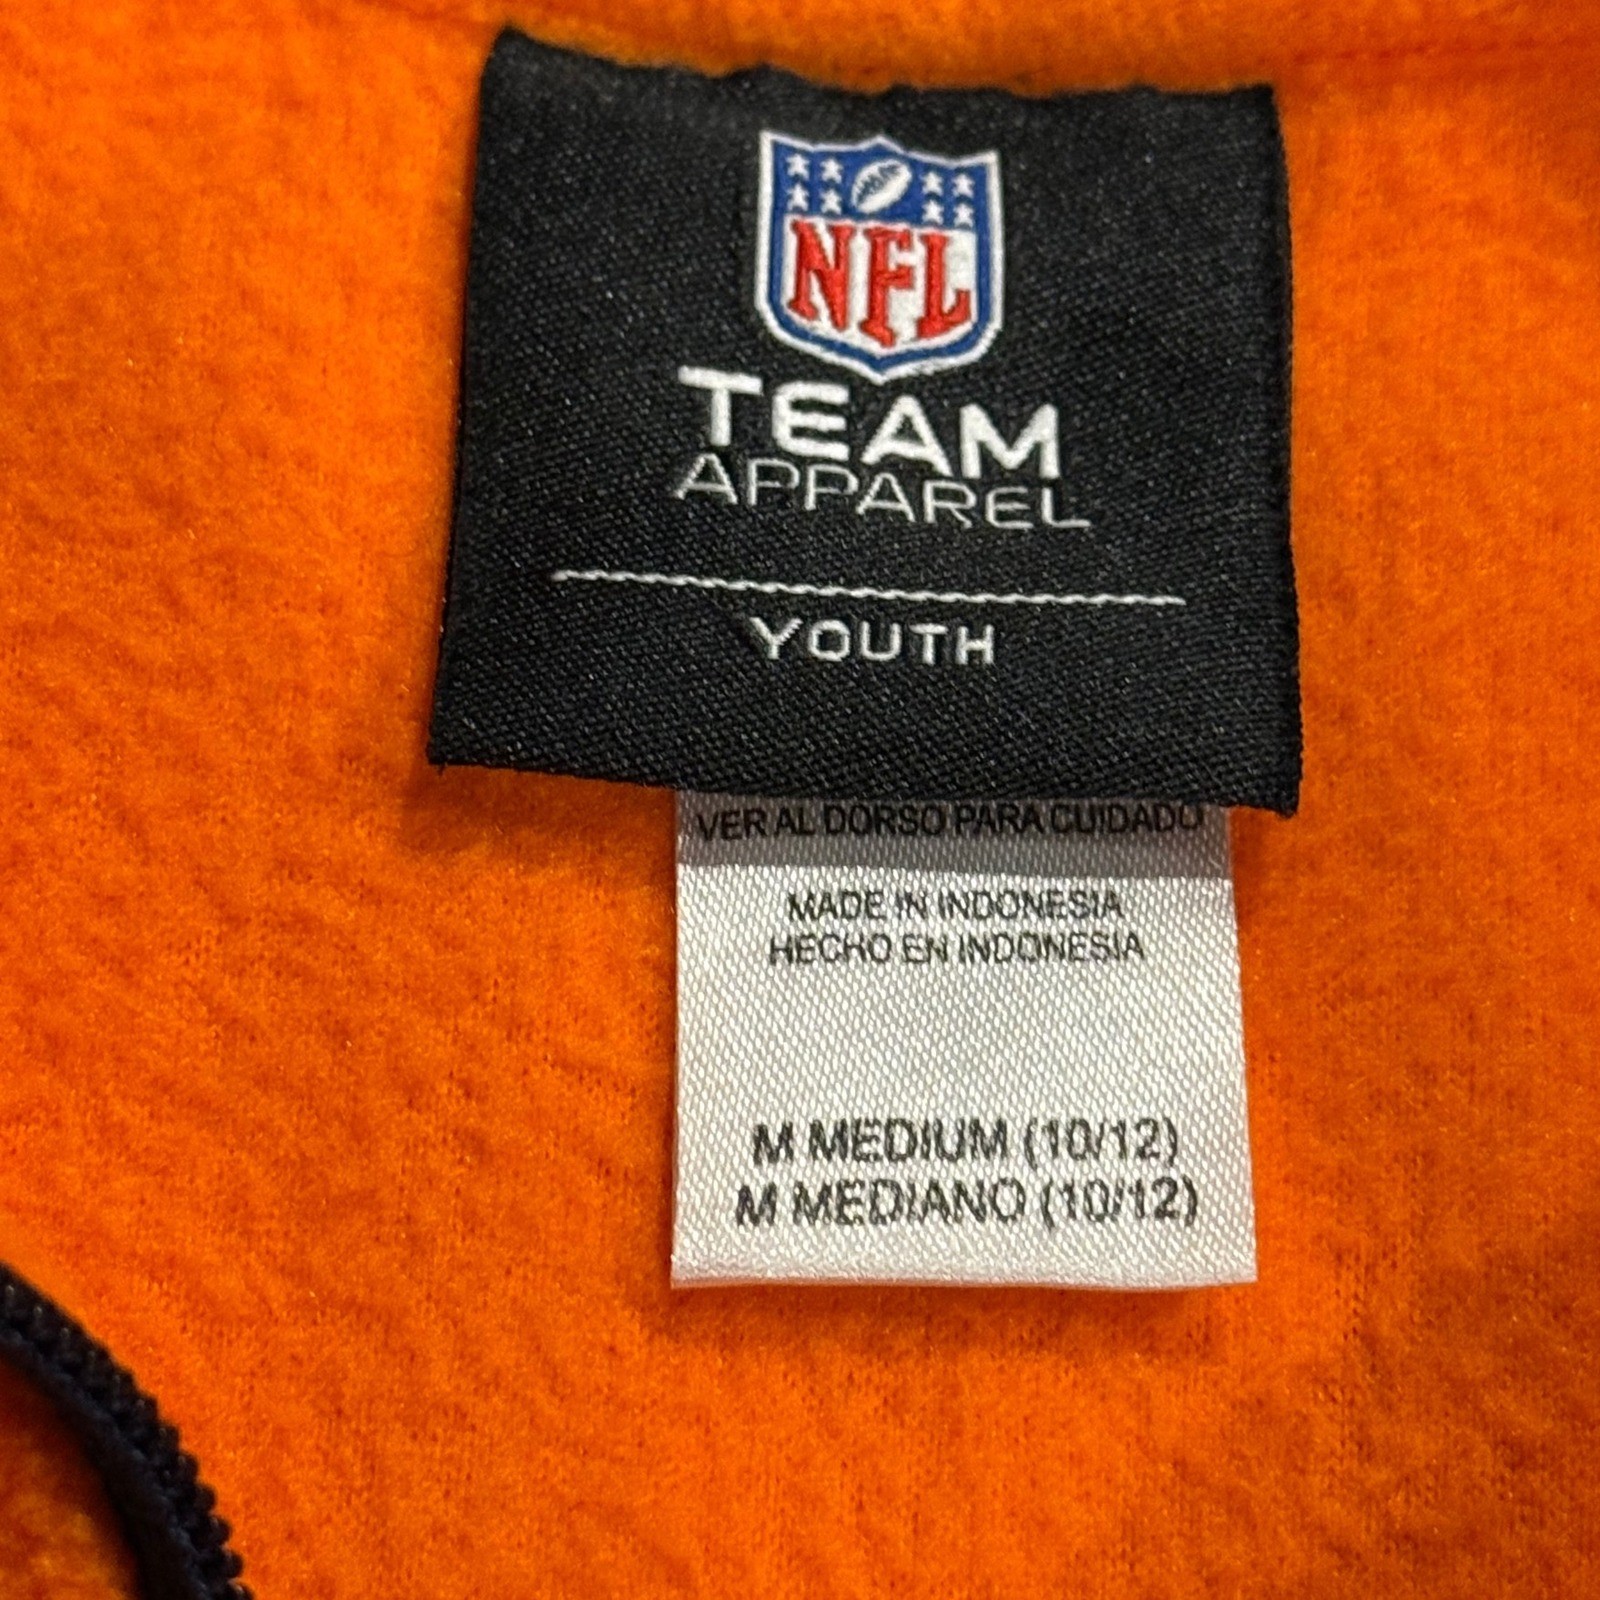 NFL
TEAM
APPAREL
YOUTH
VER AL DORSO PARA CUIDADO
MADE IN INDONESIA
HECHO EN INDONESIA
M MEDIUM (10/12)
M MEDIANO (10/12)